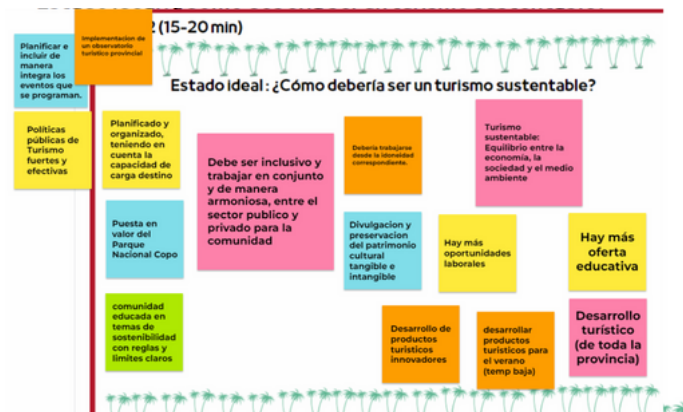 2 (15-20 min)
Planificar e
incluir de
manera
integra los
eventos que
se programan.
Implementacion de
un observatorio
turistico provincial
Estado ideal: ¿Cómo debería ser un turismo sustentable?
Políticas
públicas de
Turismo
fuertes y
efectivas
Planificado y
organizado,
teniendo en
cuenta la
capacidad de
carga destino
Debe ser inclusivo y
trabajar en conjunto
y de manera
armoniosa, entre el
sector publico y
privado para la
comunidad
Debería trabajarse
desde la idoneidad
correspondiente.
Turismo
sustentable:
Equilibrio entre la
economía, la
sociedad y el medio
ambiente
Puesta en
valor del
Parque
Nacional Copo
Divulgacion y
preservacion
del patrimonio
cultural
tangible e
intangible
Hay más
oportunidades
laborales
Hay más
oferta
educativa
comunidad
educada en
temas de
sostenibilidad
con reglas y
limites claros
Desarrollo de
productos
turisticos
innovadores
desarrollar
productos
turisticos para
el verano
(temp baja)
Desarrollo
turístico
(de toda la
provincia)